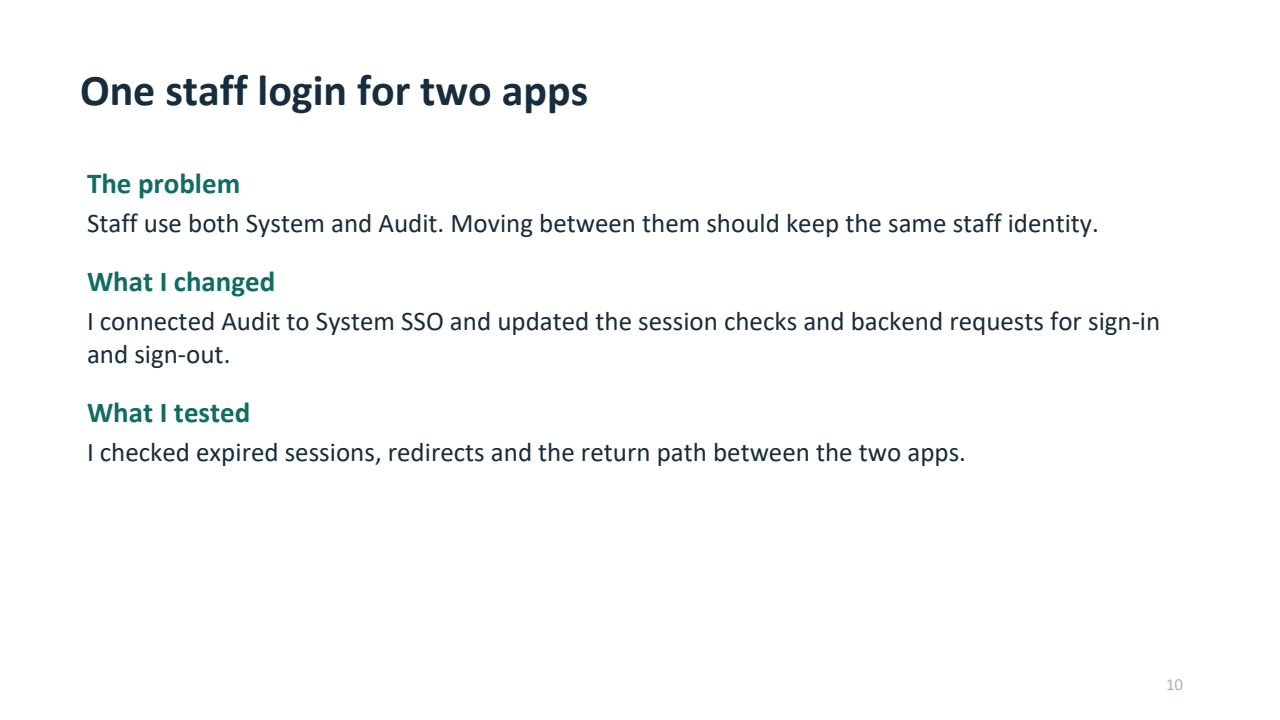 One staff login for two apps
The problem
Staff use both System and Audit. Moving between them should keep the same staff identity.
What I changed
I connected Audit to System SSO and updated the session checks and backend requests for sign-in
and sign-out.
What I tested
I checked expired sessions, redirects and the return path between the two apps.
10